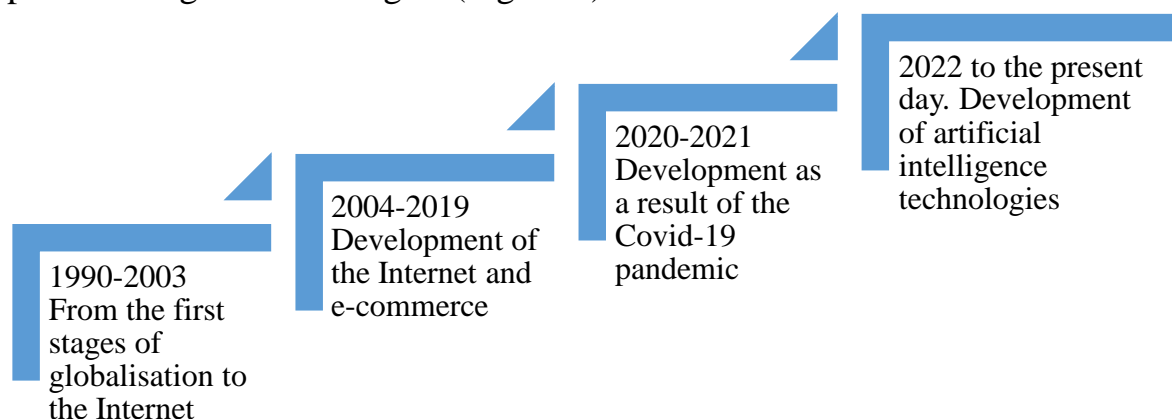 1990-2003
From the first
stages of
globalisation to
the Internet
2004-2019
Development of
the Internet and
e-commerce
2020-2021
Development as
a result of the
Covid-19
pandemic
2022 to the present
day. Development
of artificial
intelligence
technologies